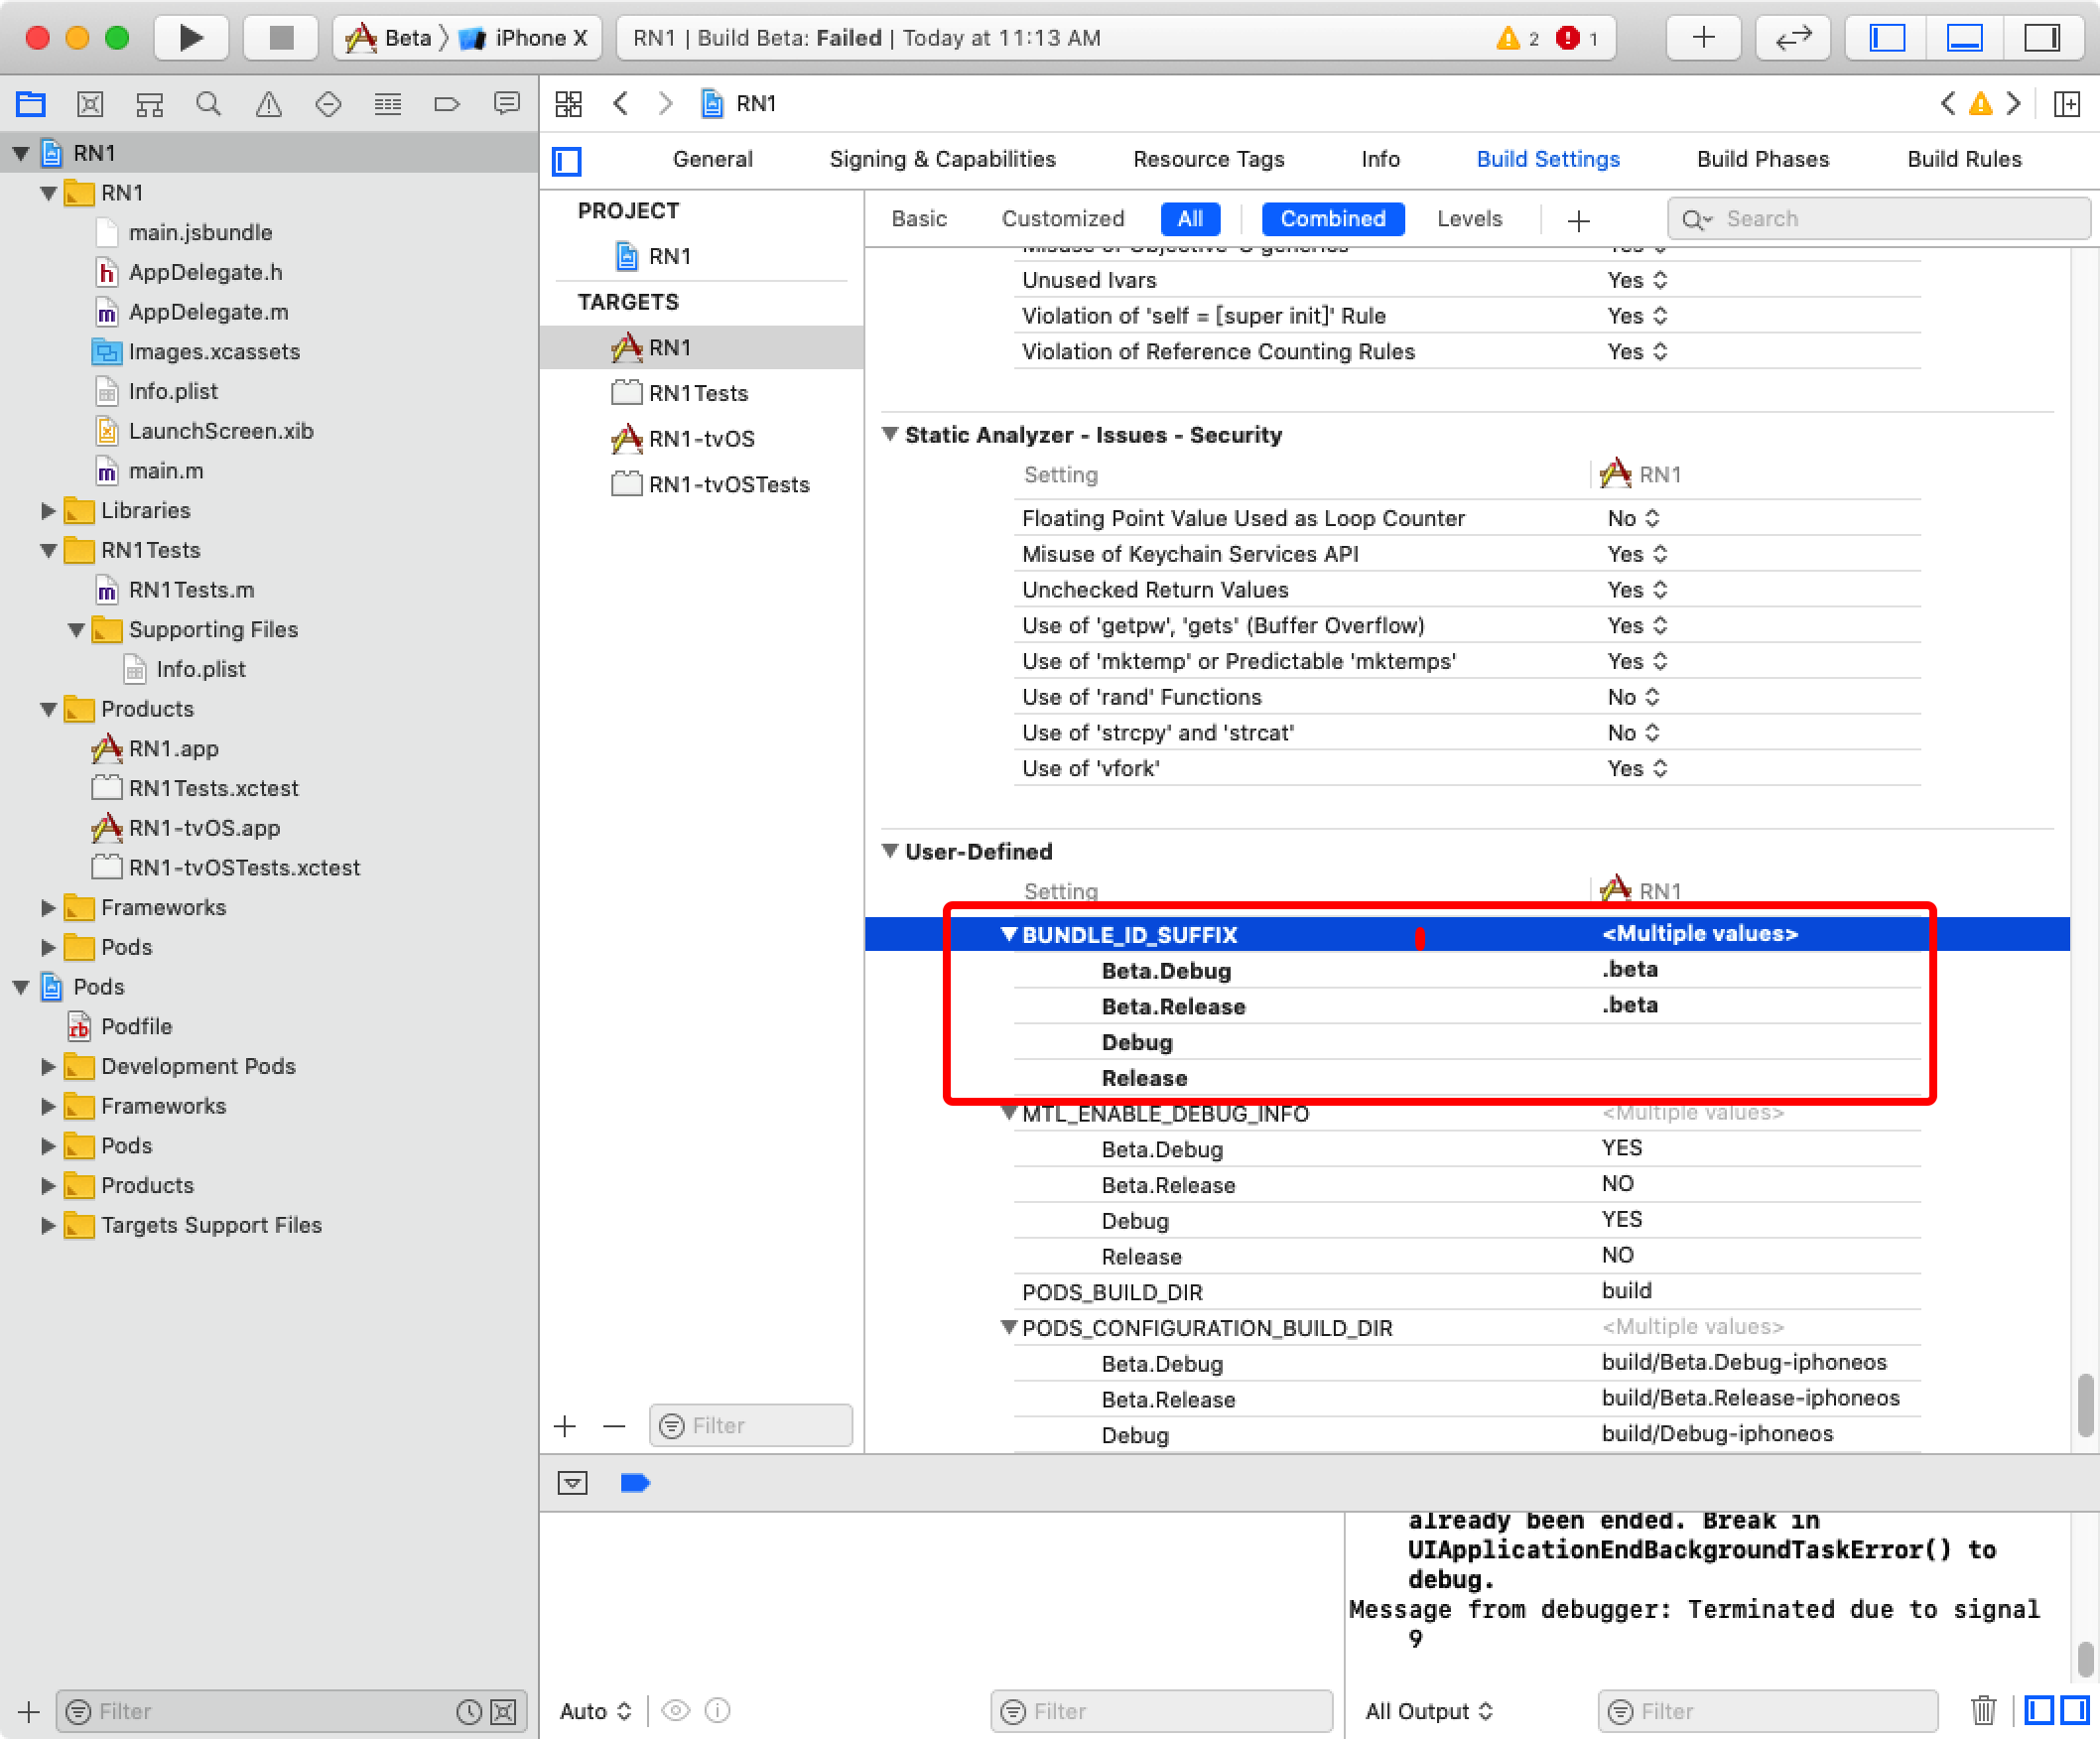 Beta 〉 iPhone X
RN1 | Build Beta: Failed | Today at 11:13 AM
2
1
RN1
General
Signing & Capabilities
Resource Tags
Info
Build Settings
Build Phases
Build Rules
RN1
RN1
main.jsbundle
AppDelegate.h
AppDelegate.m
Images.xcassets
Info.plist
LaunchScreen.xib
main.m
Libraries
RN1Tests
RN1Tests.m
Supporting Files
Info.plist
Products
RN1.app
RN1Tests.xctest
RN1-tvOS.app
RN1-tvOSTests.xctest
Frameworks
Pods
Pods
Podfile
Development Pods
Frameworks
Pods
Products
Targets Support Files
Filter
PROJECT
RN1
TARGETS
RN1
RN1Tests
RN1-tvOS
RN1-tvOSTests
Filter
Basic
Customized
All
Combined
Levels
Search
Misuse of Objective-C generics Yes
Unused Ivars Yes
Violation of 'self = [super init]' Rule Yes
Violation of Reference Counting Rules Yes
Static Analyzer - Issues - Security
Setting RN1
Floating Point Value Used as Loop Counter No
Misuse of Keychain Services API Yes
Unchecked Return Values Yes
Use of 'getpw', 'gets' (Buffer Overflow) Yes
Use of 'mktemp' or Predictable 'mktemps' Yes
Use of 'rand' Functions No
Use of 'strcpy' and 'strcat' No
Use of 'vfork' Yes
User-Defined
Setting RN1
BUNDLE_ID_SUFFIX <Multiple values>
Beta.Debug .beta
Beta.Release .beta
Debug
Release
MTL_ENABLE_DEBUG_INFO <Multiple values>
Beta.Debug YES
Beta.Release NO
Debug YES
Release NO
PODS_BUILD_DIR build
PODS_CONFIGURATION_BUILD_DIR <Multiple values>
Beta.Debug build/Beta.Debug-iphoneos
Beta.Release build/Beta.Release-iphoneos
Debug build/Debug-iphoneos
already been ended. Break in
UIApplicationEndBackgroundTaskError() to
debug.
Message from debugger: Terminated due to signal
9
Auto
Filter
All Output
Filter